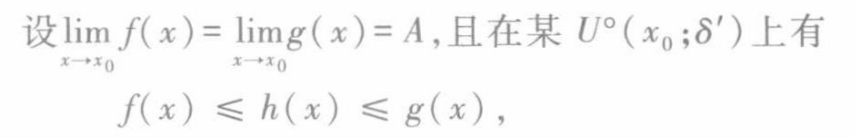 设 lim_{x→x₀} f(x) = lim_{x→x₀} g(x) = A ,且在某 U°(x₀;δ′)上有
f(x) ≤ h(x) ≤ g(x) ,